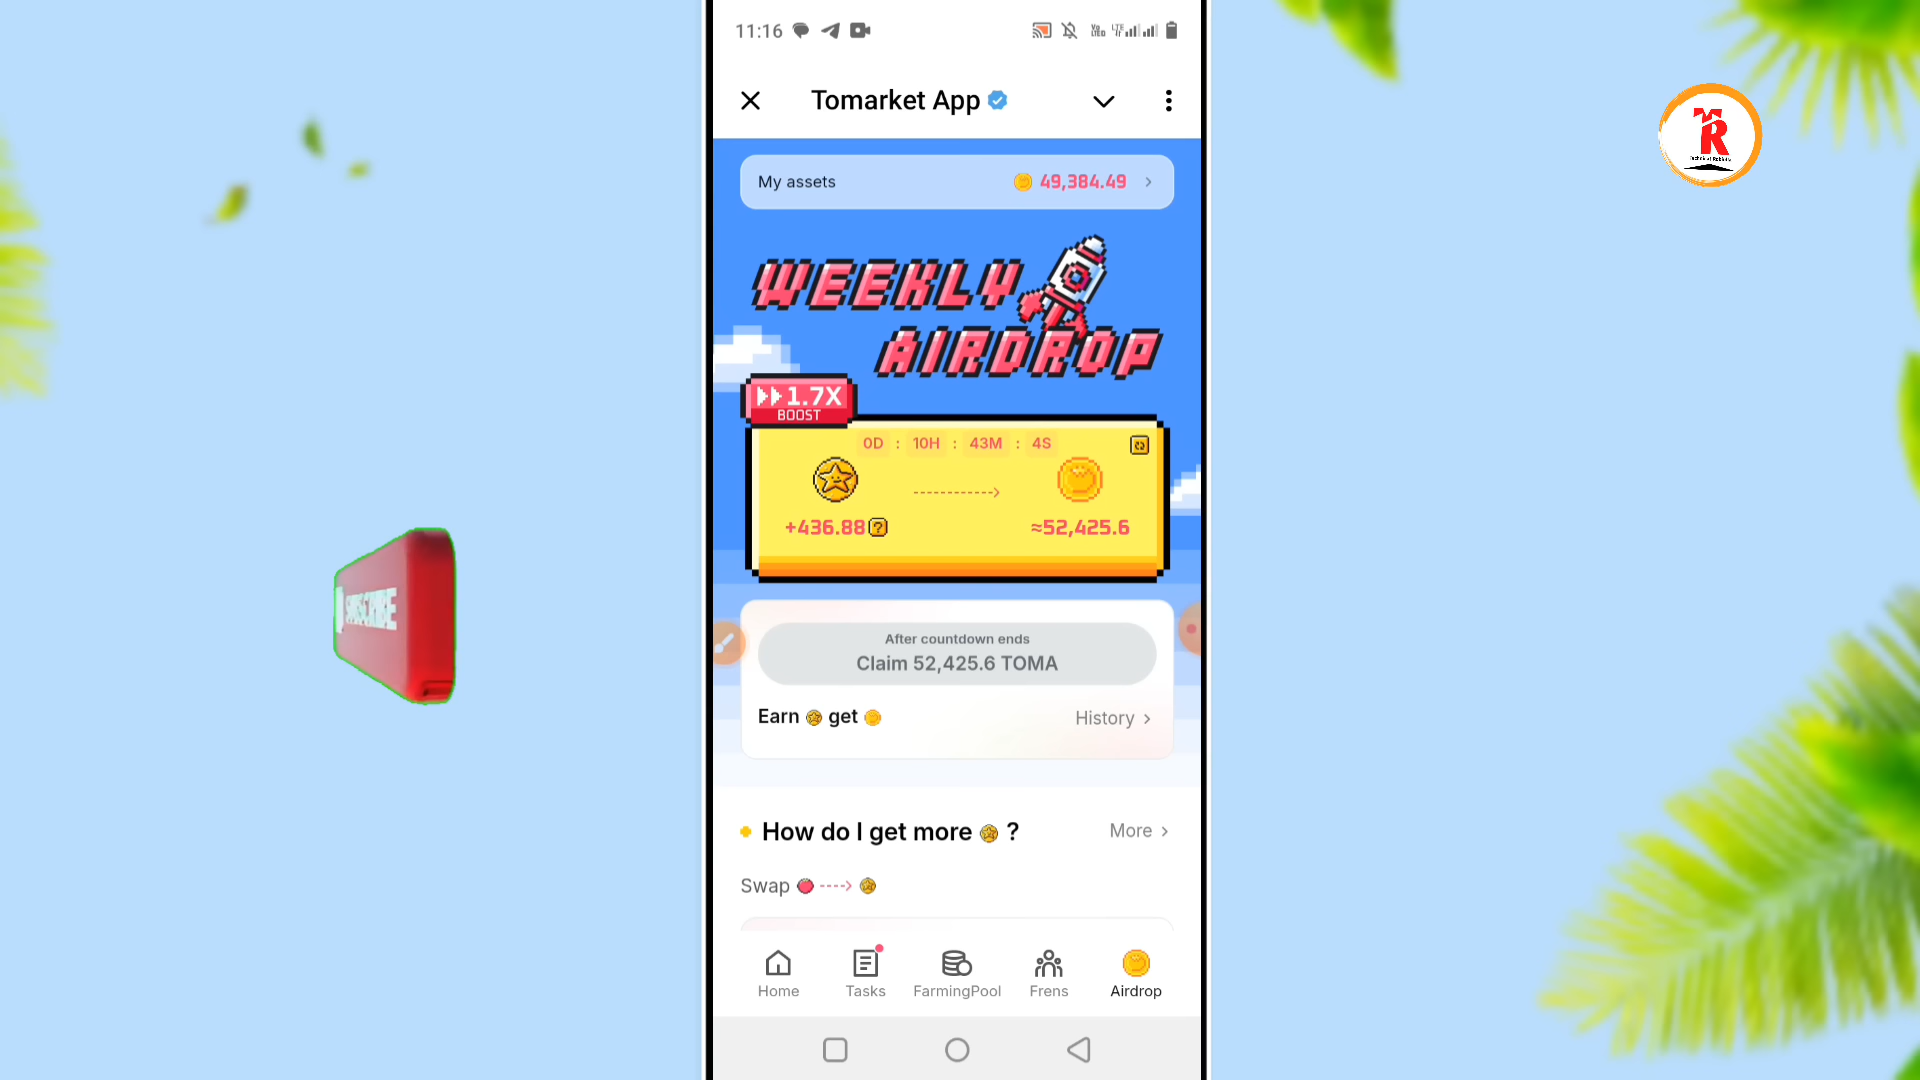 11:16
Tomarket App
My assets 49,384.49
WEEKLY
AIRDROP
1.7X
BOOST
0D : 10H : 43M : 4S
+436.88 ? ≈52,425.6
After countdown ends
Claim 52,425.6 TOMA
Earn get History
How do I get more ? More
Swap
Home Tasks FarmingPool Frens Airdrop
SUBSCRIBE